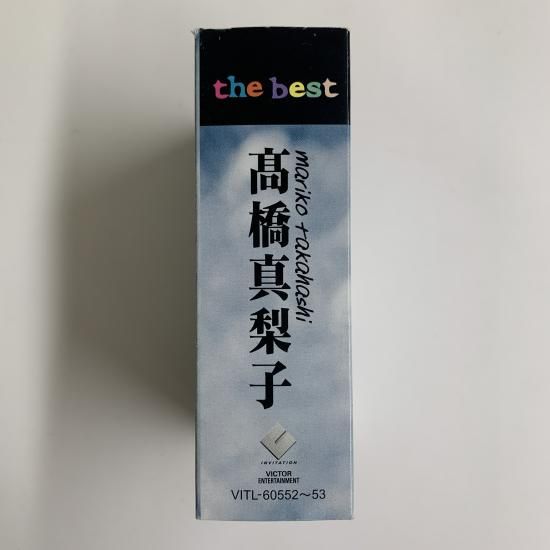 the best
髙橋真梨子
mariko takahashi
INVITATION
VICTOR
ENTERTAINMENT
VITL-60552～53